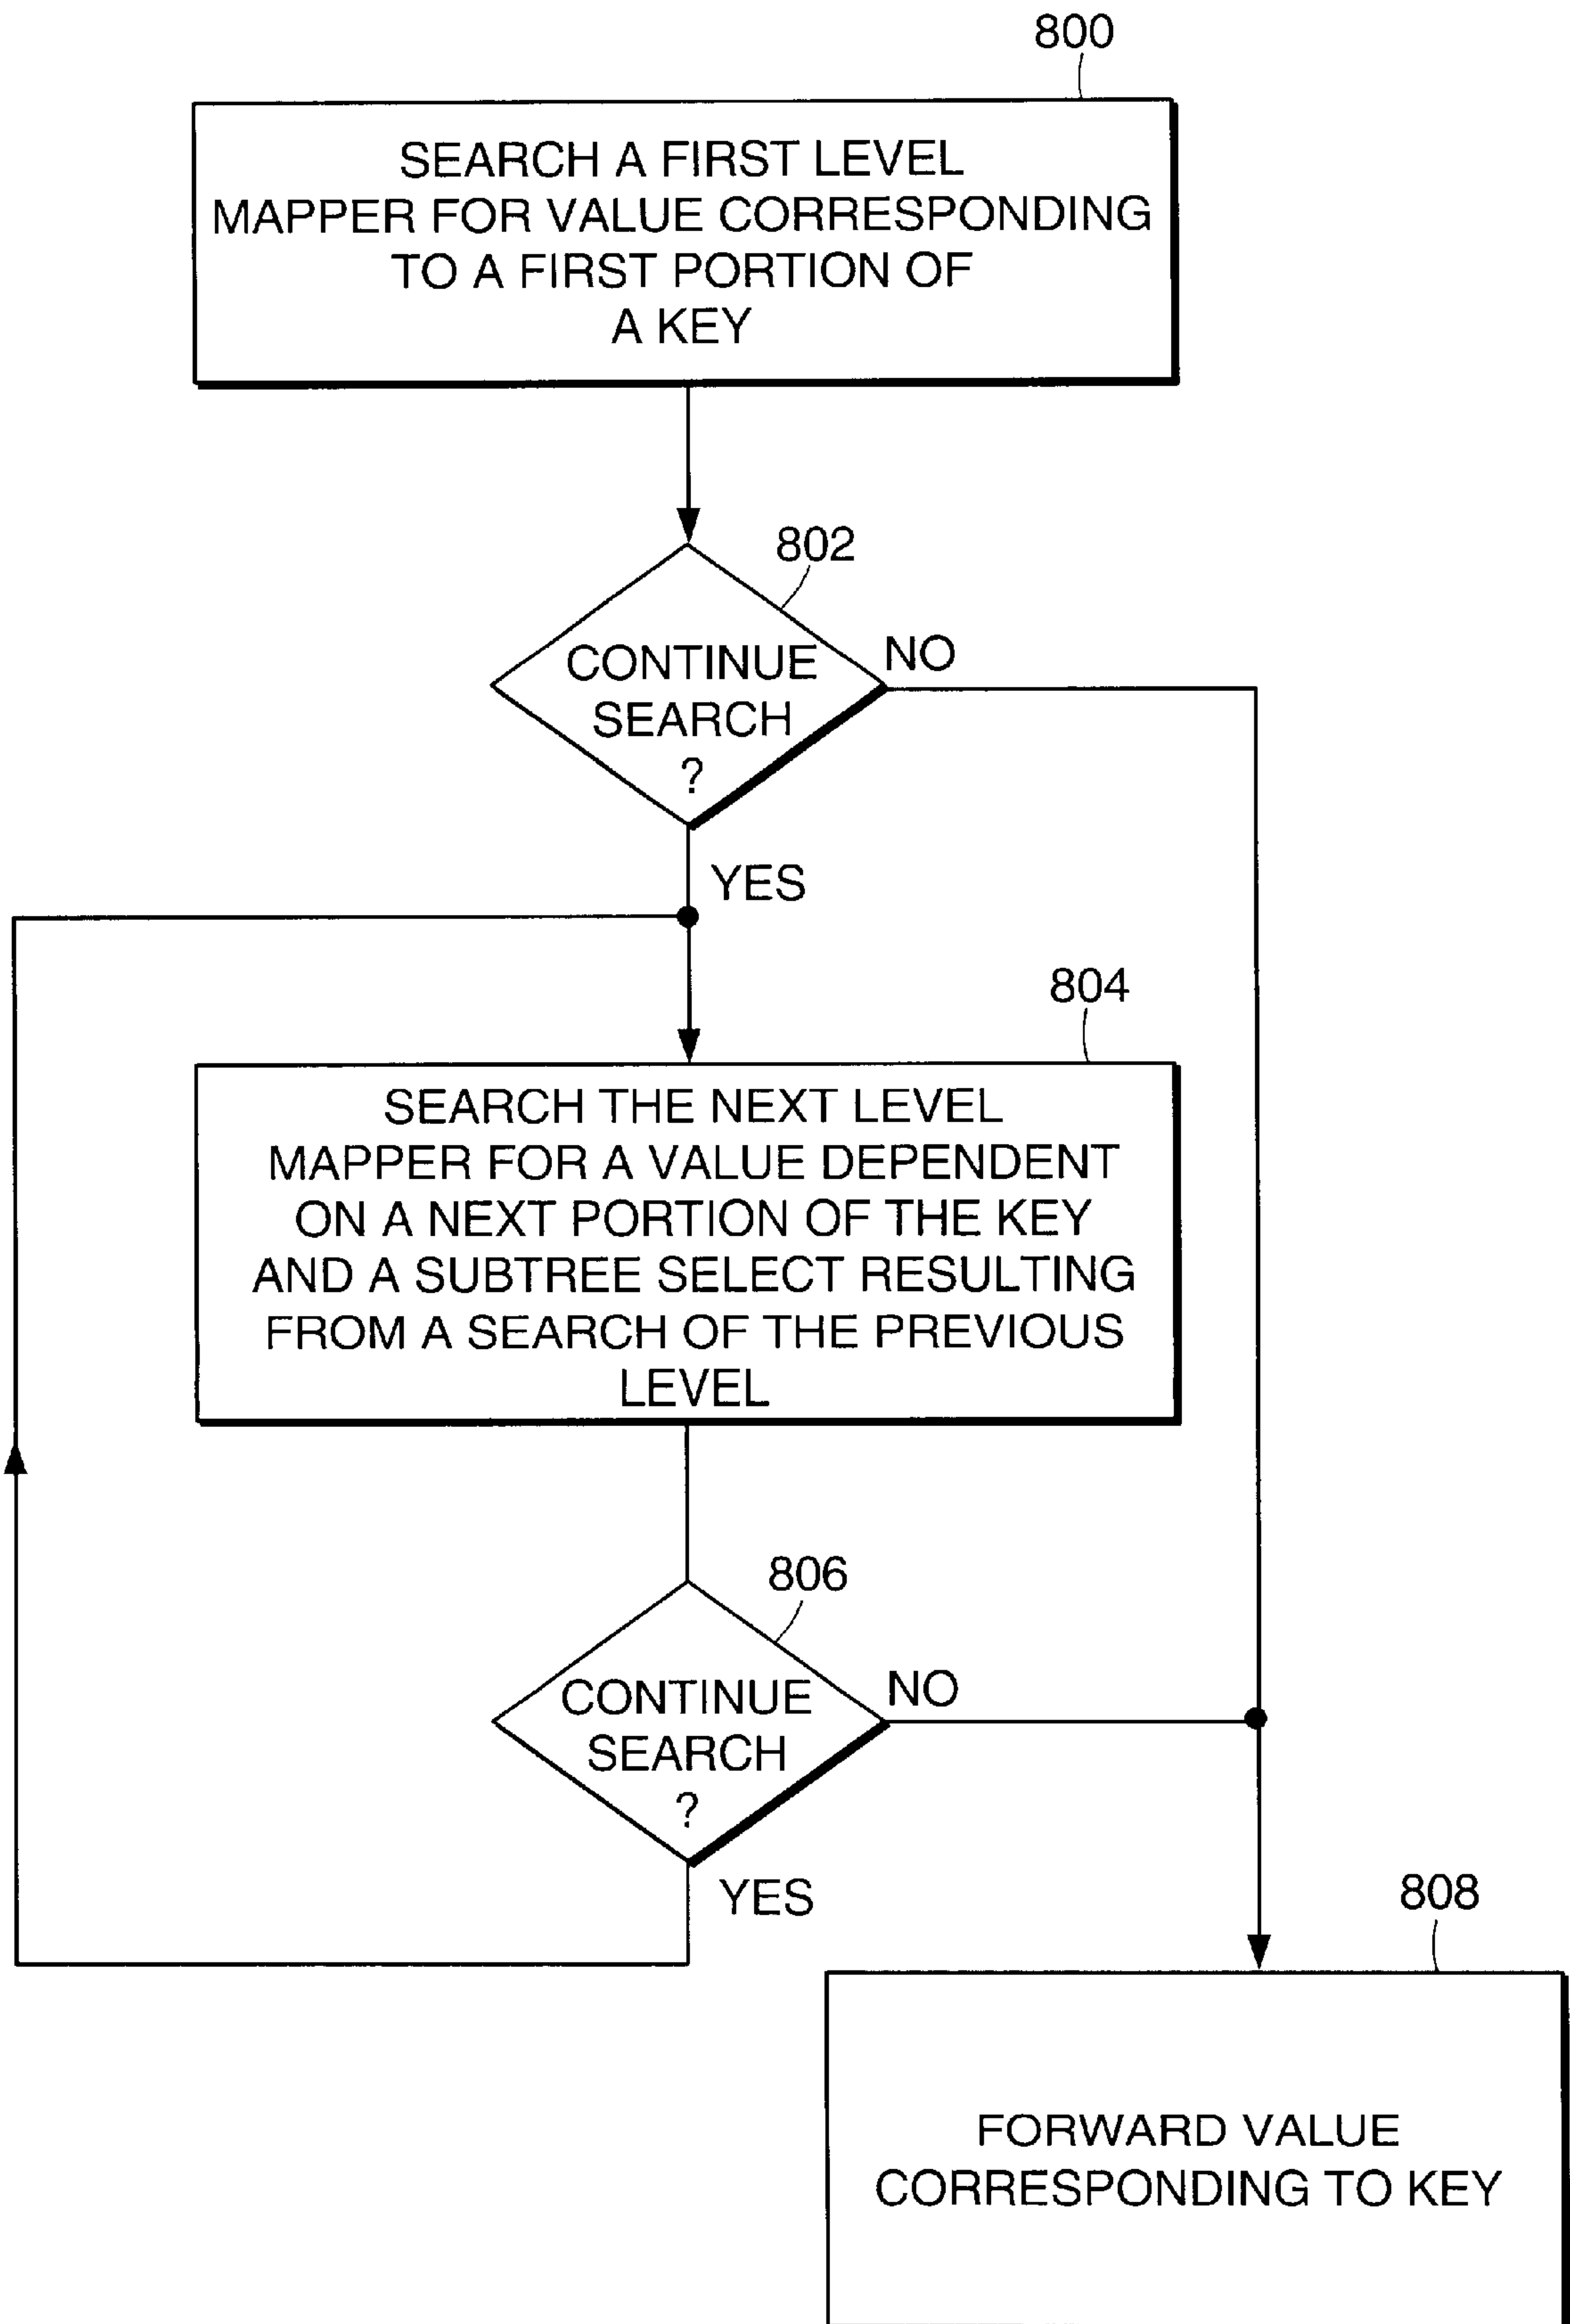 800
SEARCH A FIRST LEVEL
MAPPER FOR VALUE CORRESPONDING
TO A FIRST PORTION OF
A KEY
802
CONTINUE
SEARCH
?
NO
YES
804
SEARCH THE NEXT LEVEL
MAPPER FOR A VALUE DEPENDENT
ON A NEXT PORTION OF THE KEY
AND A SUBTREE SELECT RESULTING
FROM A SEARCH OF THE PREVIOUS
LEVEL
806
CONTINUE
SEARCH
?
NO
YES
808
FORWARD VALUE
CORRESPONDING TO KEY